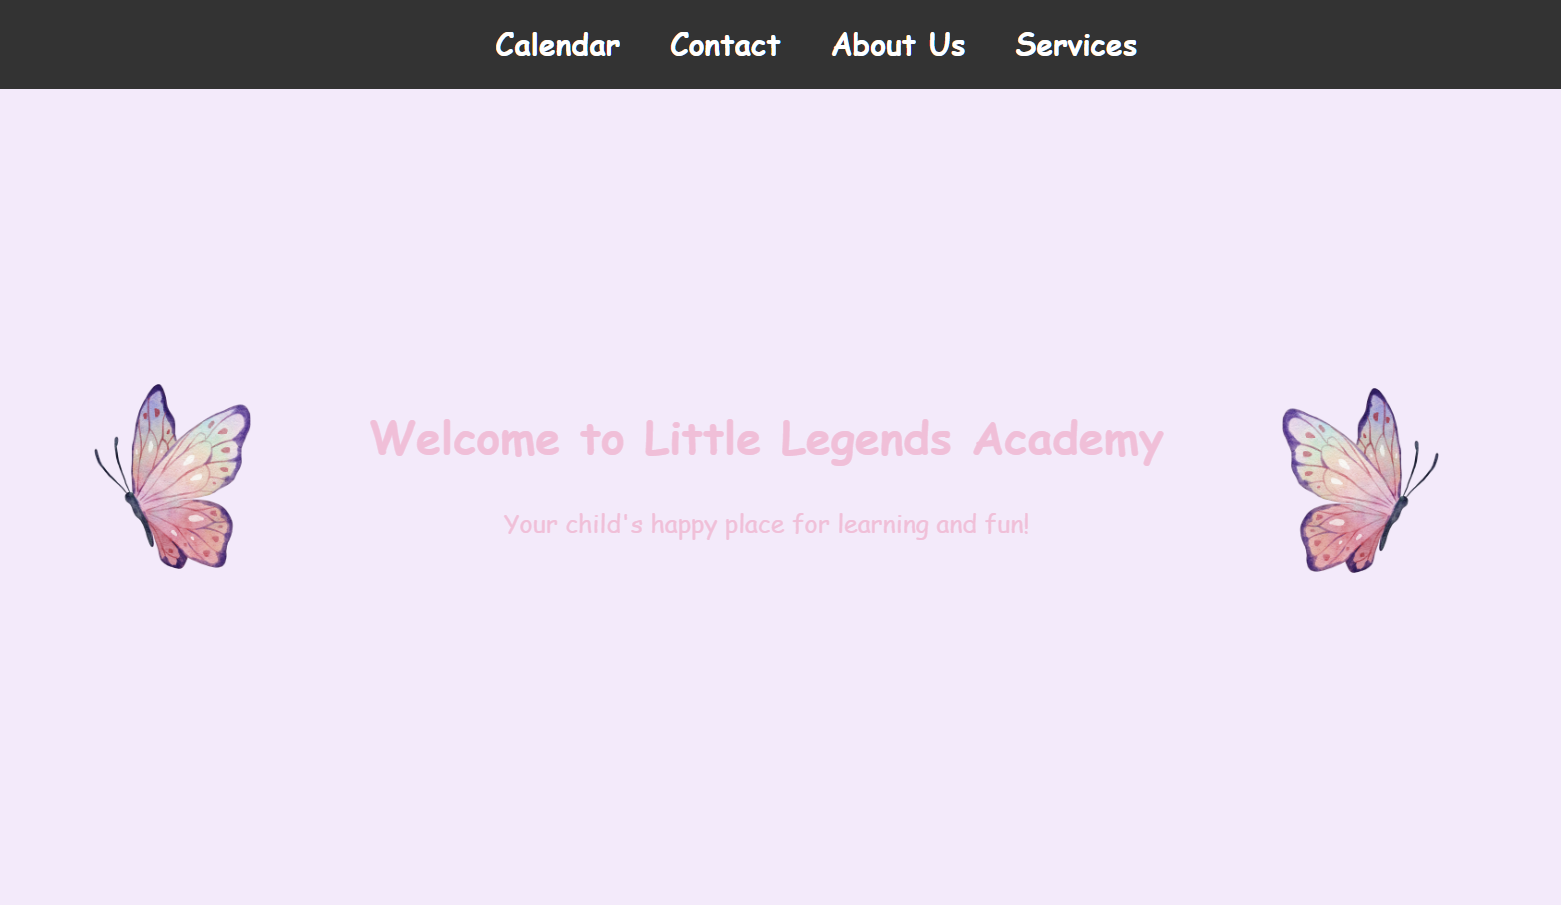 Calendar Contact About Us Services
Welcome to Little Legends Academy
Your child's happy place for learning and fun!